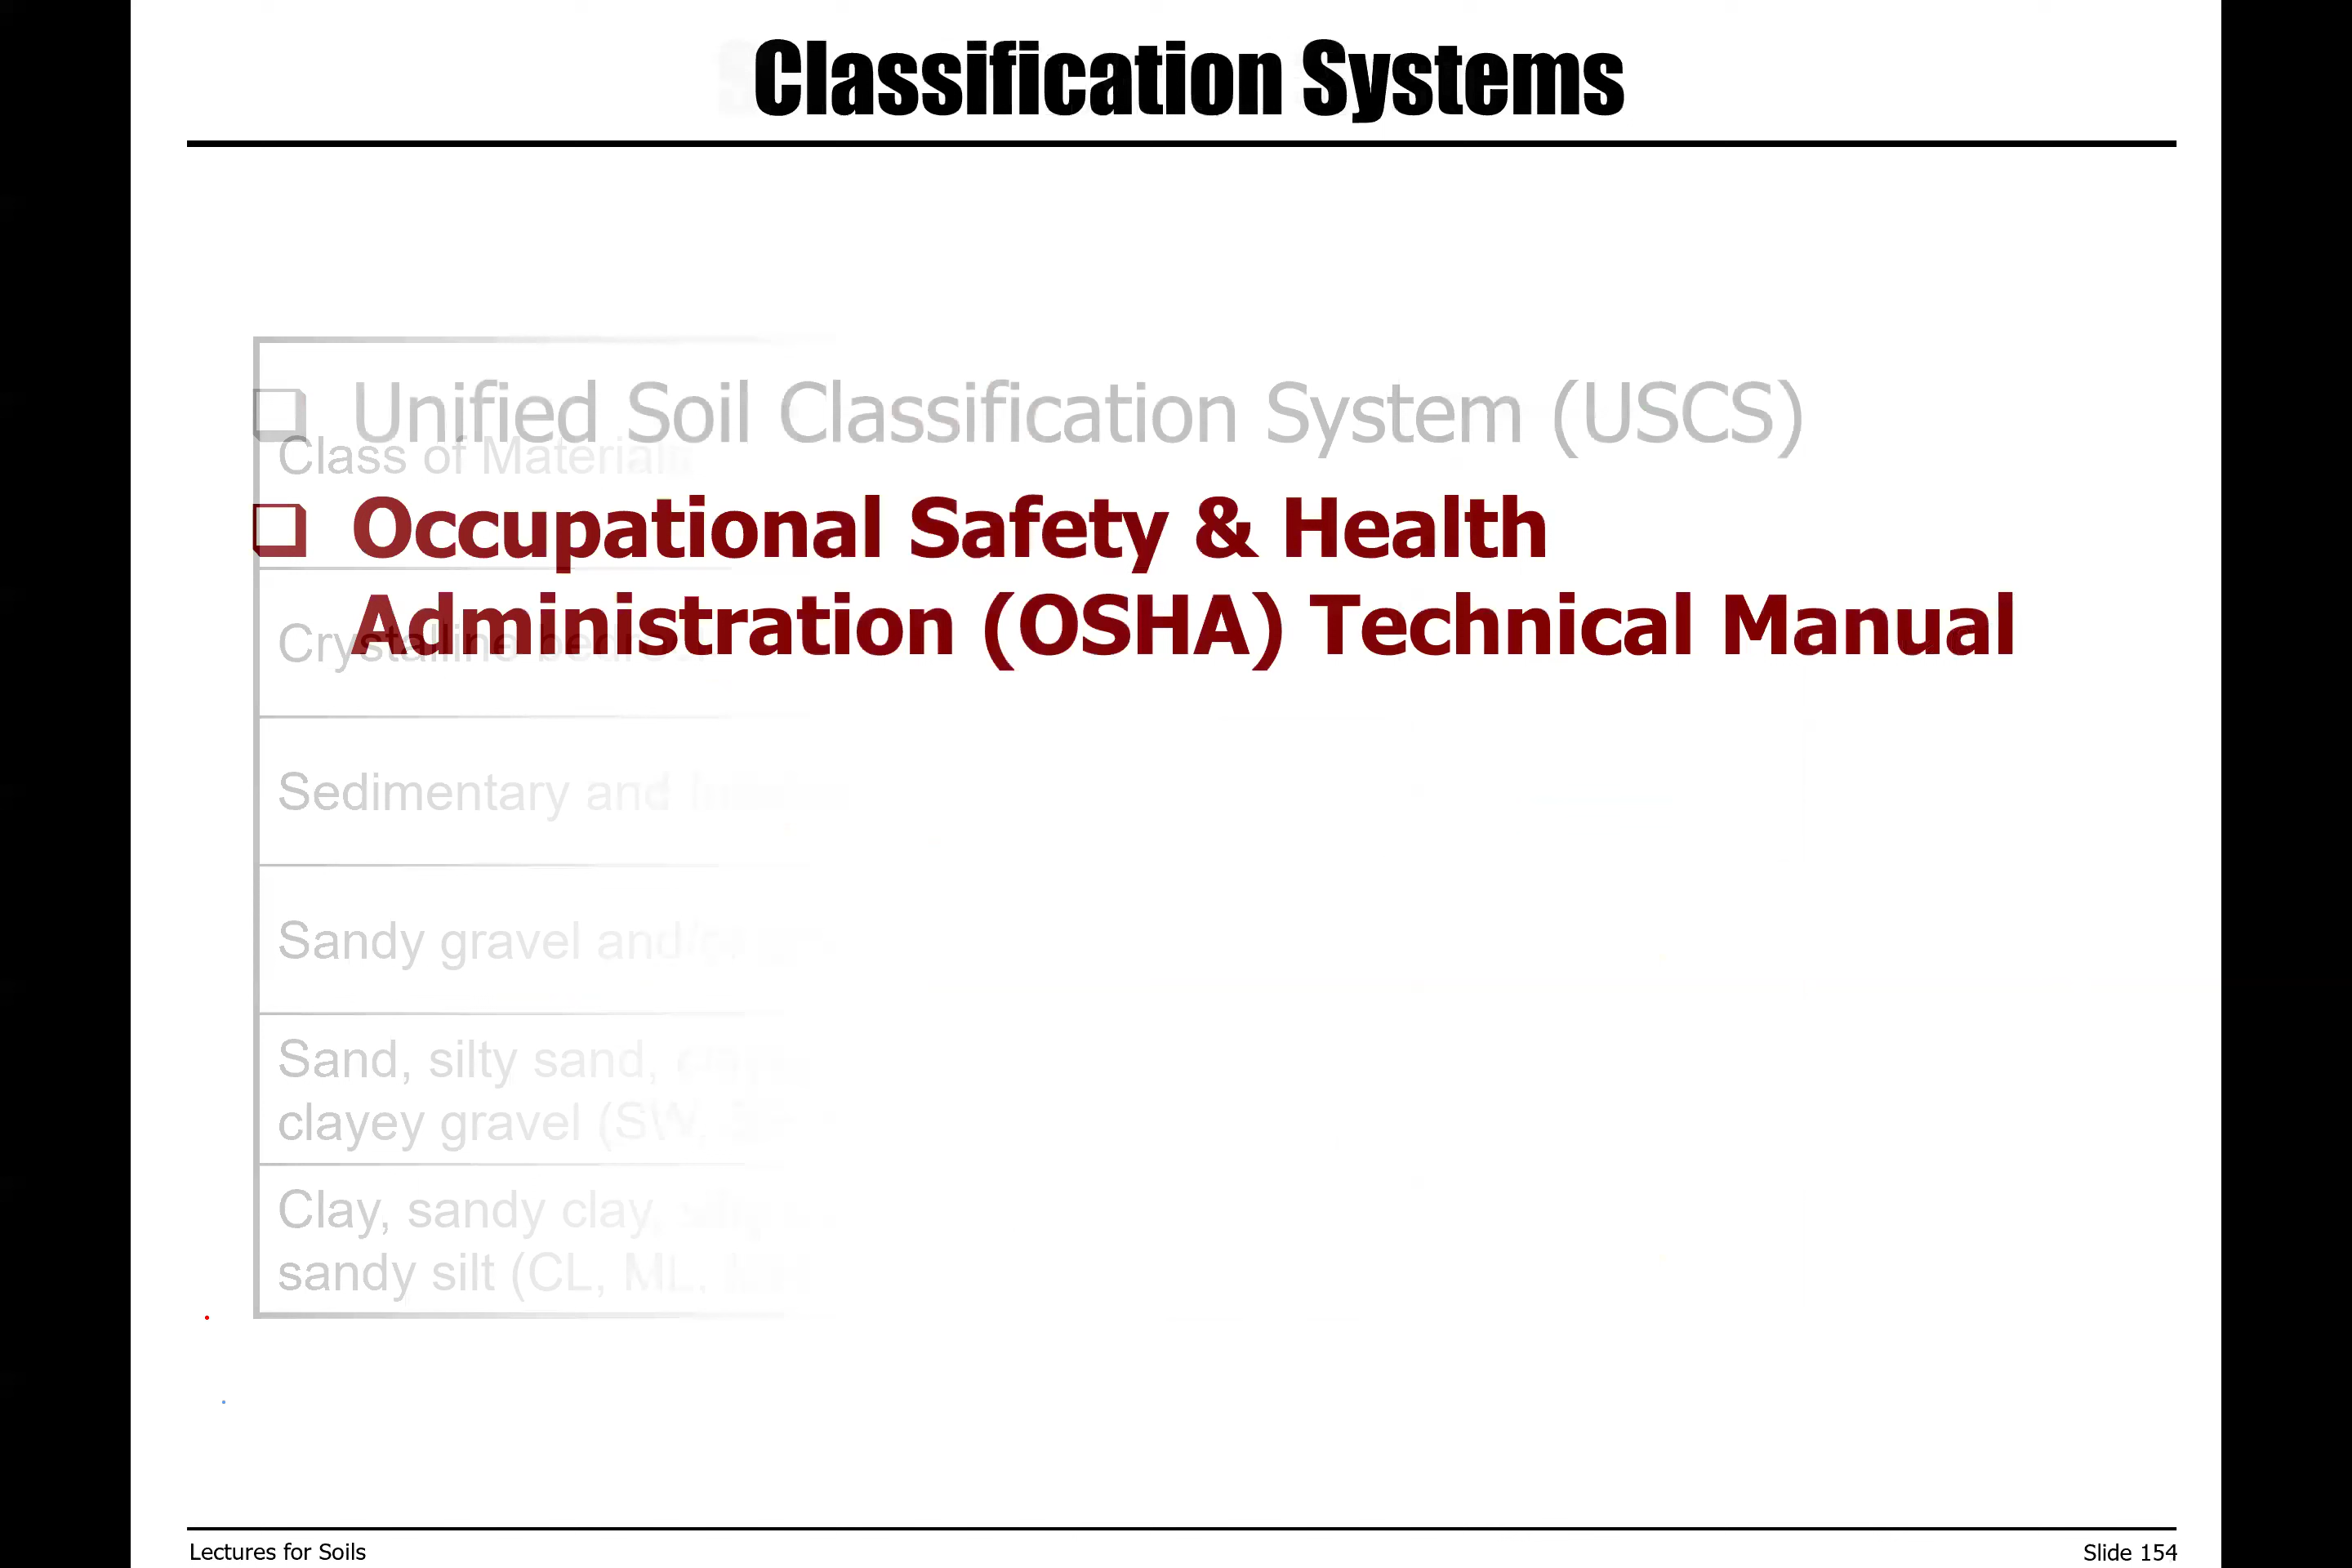 Classification Systems
❑ Unified Soil Classification System (USCS)
Class of Materials
❑ Occupational Safety & Health
Administration (OSHA) Technical Manual
Crystalline
Sedimentary and
Sandy gravel and/
Sand, silty sand,
clayey gravel (SW,
Clay, sandy clay,
sandy silt (CL, ML,
Lectures for Soils
Slide 154